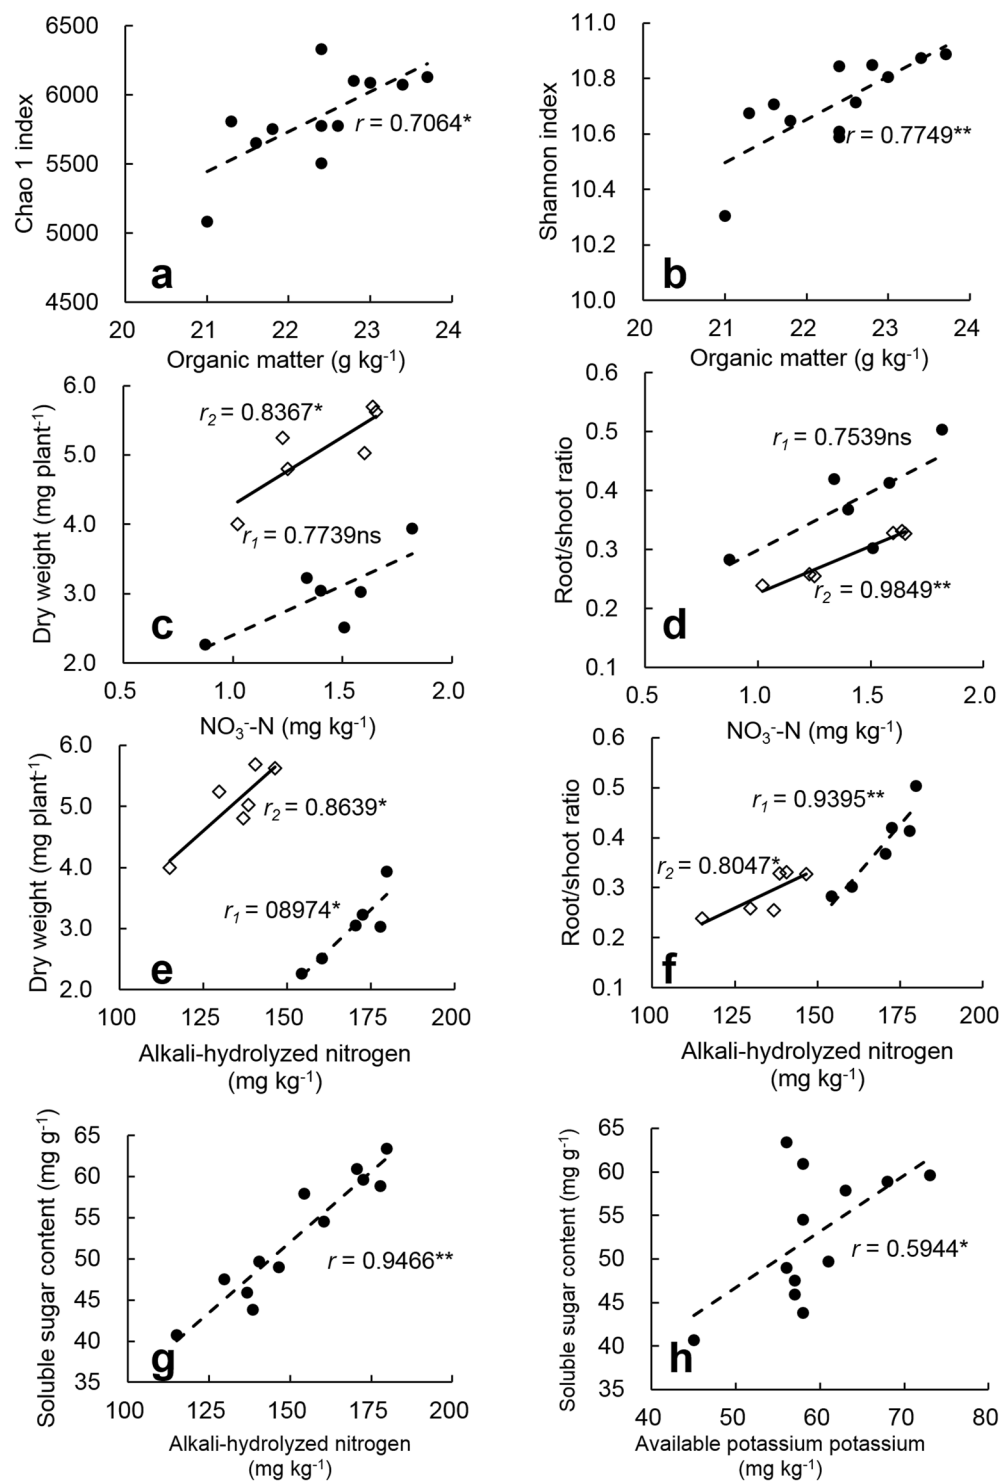 6500
6000
5500
5000
4500
Chao 1 index
r = 0.7064*
a
20 21 22 23 24
Organic matter (g kg⁻¹)
11.0
10.8
10.6
10.4
10.2
10.0
Shannon index
r = 0.7749**
b
20 21 22 23 24
Organic matter (g kg⁻¹)
6.0
5.0
4.0
3.0
2.0
Dry weight (mg plant⁻¹)
r₂ = 0.8367*
r₁ = 0.7739ns
c
0.5 1.0 1.5 2.0
NO₃⁻-N (mg kg⁻¹)
0.6
0.5
0.4
0.3
0.2
0.1
Root/shoot ratio
r₁ = 0.7539ns
r₂ = 0.9849**
d
0.5 1.0 1.5 2.0
NO₃⁻-N (mg kg⁻¹)
6.0
5.0
4.0
3.0
2.0
Dry weight (mg plant⁻¹)
r₂ = 0.8639*
r₁ = 08974*
e
100 125 150 175 200
Alkali-hydrolyzed nitrogen
(mg kg⁻¹)
0.6
0.5
0.4
0.3
0.2
0.1
Root/shoot ratio
r₁ = 0.9395**
r₂ = 0.8047*
f
100 125 150 175 200
Alkali-hydrolyzed nitrogen
(mg kg⁻¹)
65
60
55
50
45
40
35
Soluble sugar content (mg g⁻¹)
r = 0.9466**
g
100 125 150 175 200
Alkali-hydrolyzed nitrogen
(mg kg⁻¹)
65
60
55
50
45
40
35
Soluble sugar content (mg g⁻¹)
r = 0.5944*
h
40 50 60 70 80
Available potassium potassium
(mg kg⁻¹)